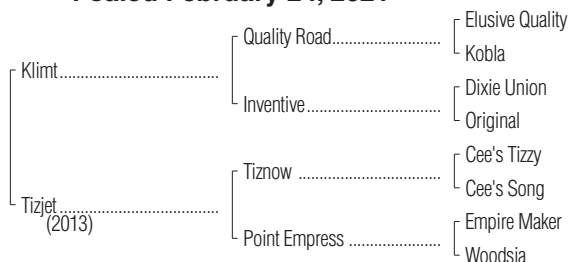 Foaled February 24, 2021
Elusive Quality
Quality Road
Kobla
Klimt
Dixie Union
Inventive
Original
Cee's Tizzy
Tiznow
Cee's Song
Tizjet
(2013)
Empire Maker
Point Empress
Woodsia